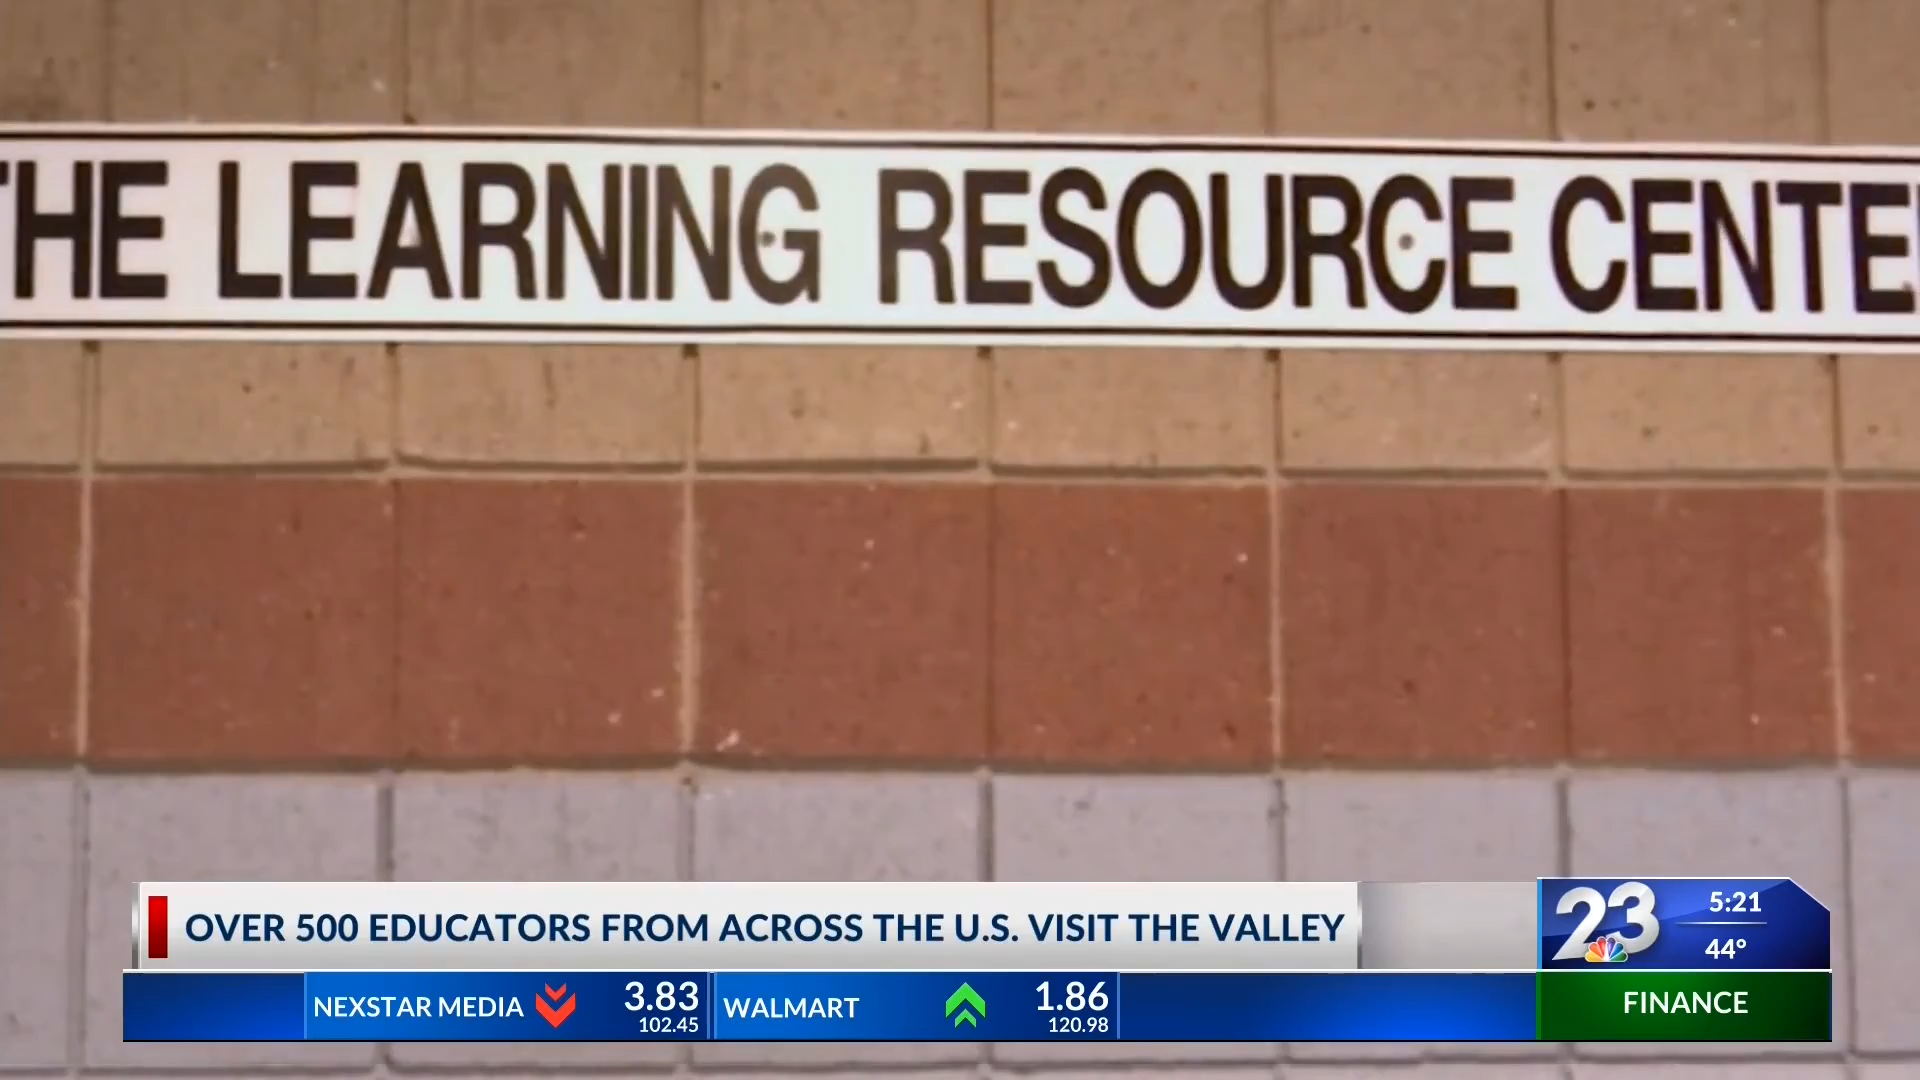 THE LEARNING RESOURCE CENTE
OVER 500 EDUCATORS FROM ACROSS THE U.S. VISIT THE VALLEY
23
5:21
44°
NEXSTAR MEDIA 3.83
102.45
WALMART 1.86
120.98
FINANCE